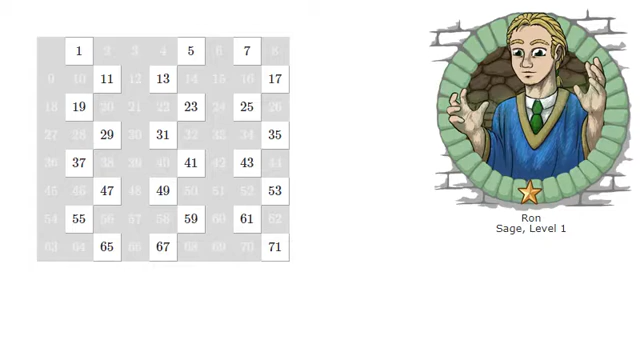 1 2 3 4 5 6 7 8
9 10 11 12 13 14 15 16 17
18 19 20 21 22 23 24 25 26
27 28 29 30 31 32 33 34 35
36 37 38 39 40 41 42 43 44
45 46 47 48 49 50 51 52 53
54 55 56 57 58 59 60 61 62
63 64 65 66 67 68 69 70 71
Ron
Sage, Level 1